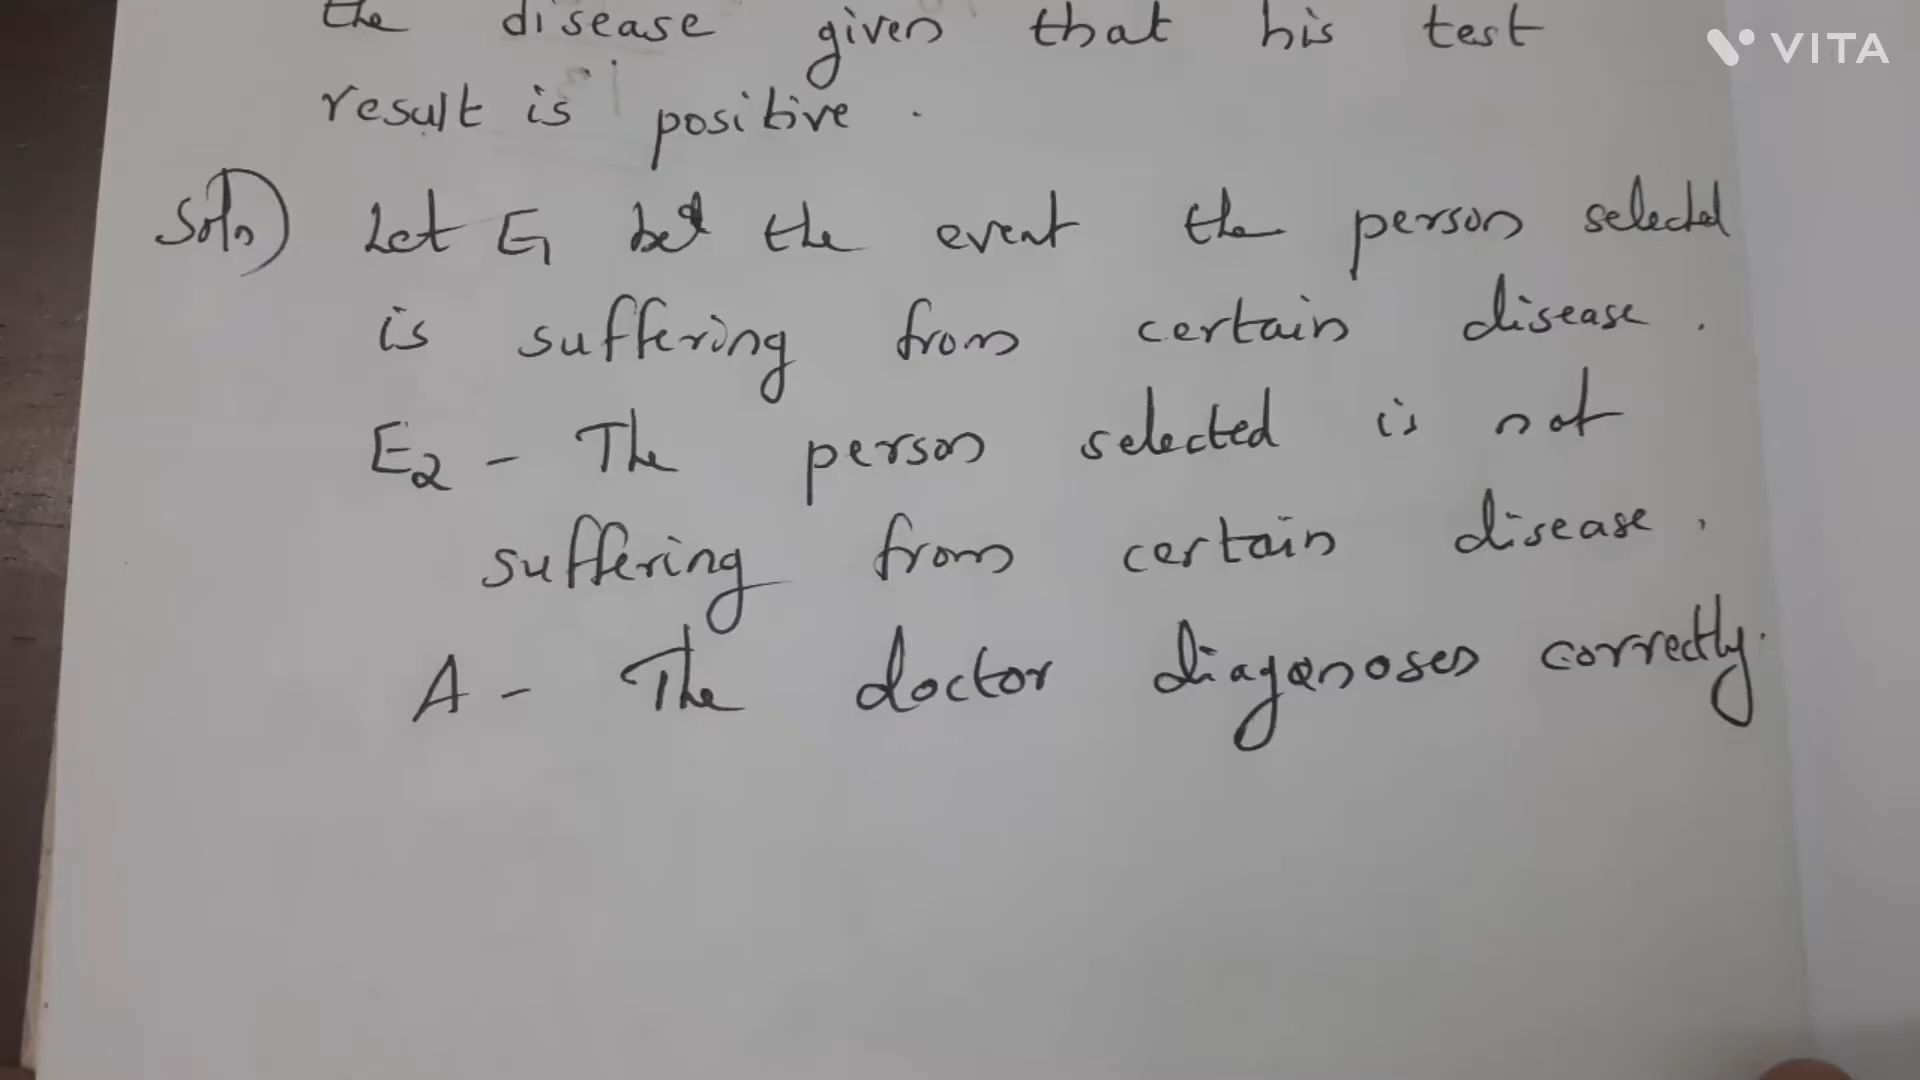 the disease given that his test
VITA
result is positive .
Soln) Let E1 be the event the person selected
is suffering from certain disease .
E2 - The person selected is not
suffering from certain disease .
A - The doctor diagonoses correctly.